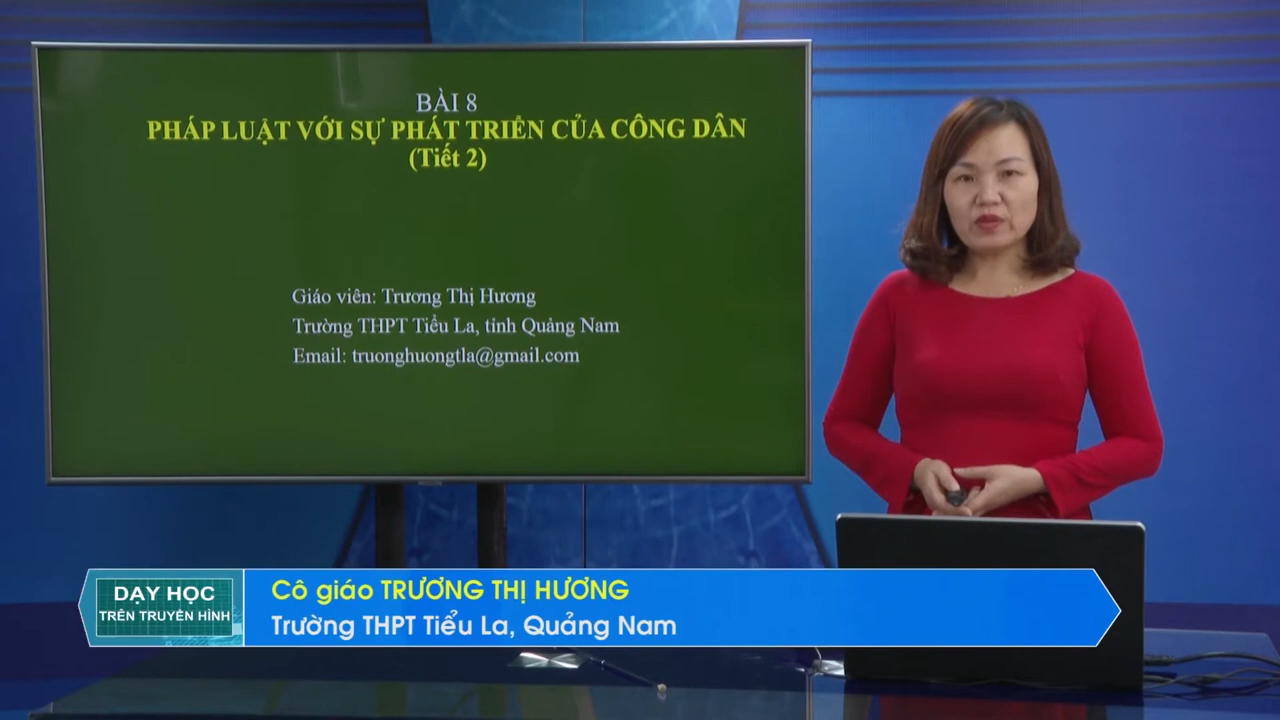 BÀI 8
PHÁP LUẬT VỚI SỰ PHÁT TRIỂN CỦA CÔNG DÂN
(Tiết 2)
Giáo viên: Trương Thị Hương
Trường THPT Tiểu La, tỉnh Quảng Nam
Email: truonghuongtla@gmail.com
DẠY HỌC
TRÊN TRUYỀN HÌNH
Cô giáo TRƯƠNG THỊ HƯƠNG
Trường THPT Tiểu La, Quảng Nam